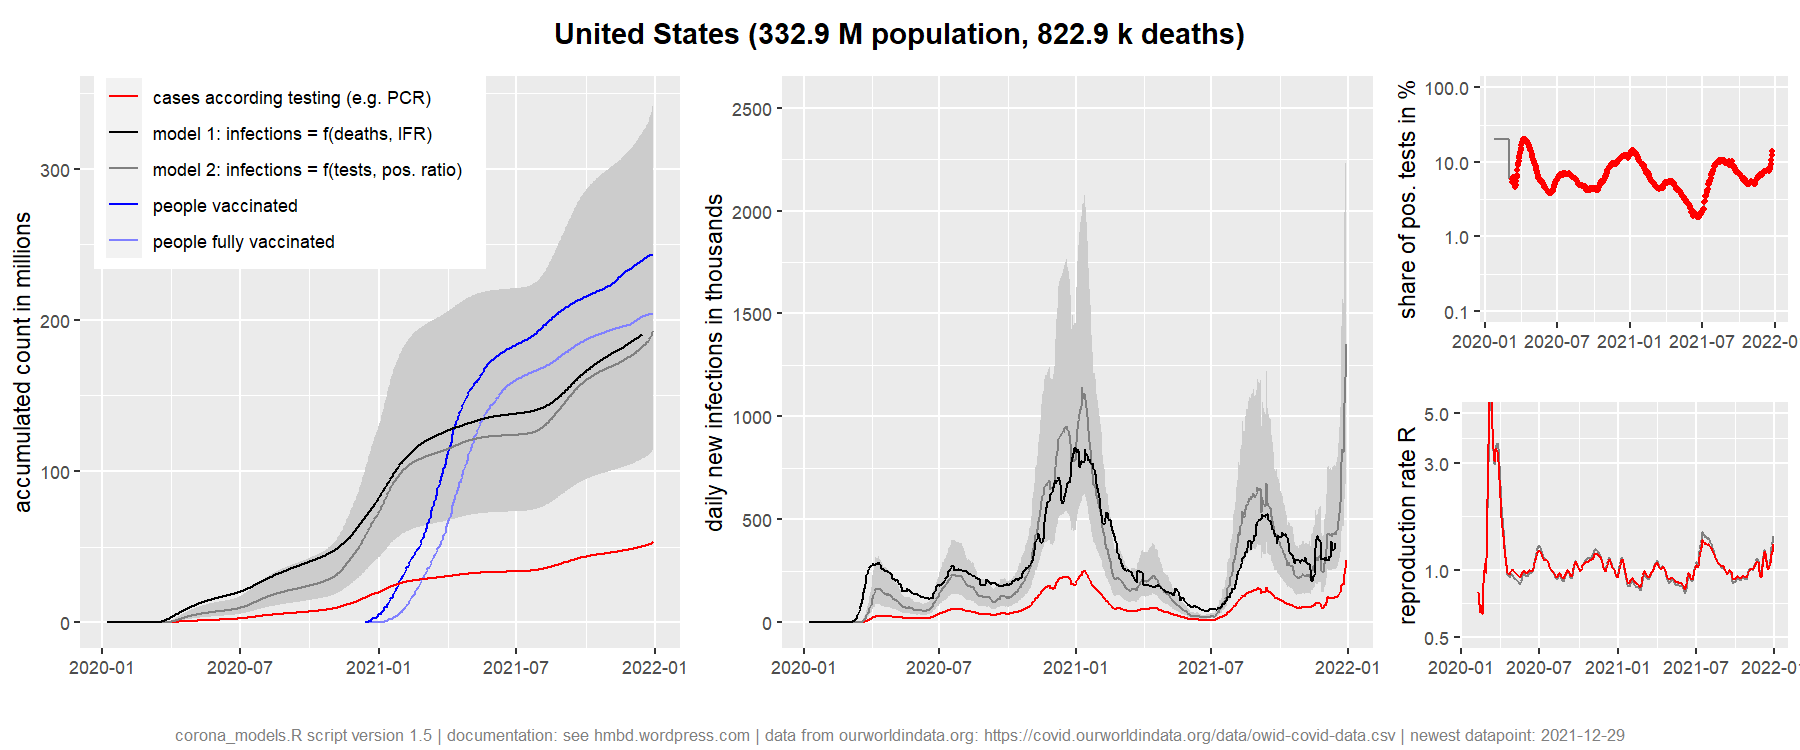 United States (332.9 M population, 822.9 k deaths)
cases according testing (e.g. PCR)
model 1: infections = f(deaths, IFR)
model 2: infections = f(tests, pos. ratio)
people vaccinated
people fully vaccinated
accumulated count in millions
300
200
100
0
2020-01 2020-07 2021-01 2021-07 2022-01
daily new infections in thousands
2500
2000
1500
1000
500
0
2020-01 2020-07 2021-01 2021-07 2022-01
share of pos. tests in %
100.0
10.0
1.0
0.1
2020-01 2020-07 2021-01 2021-07 2022-0
reproduction rate R
5.0
3.0
1.0
0.5
2020-01 2020-07 2021-01 2021-07 2022-0
corona_models.R script version 1.5 | documentation: see hmbd.wordpress.com | data from ourworldindata.org: https://covid.ourworldindata.org/data/owid-covid-data.csv | newest datapoint: 2021-12-29